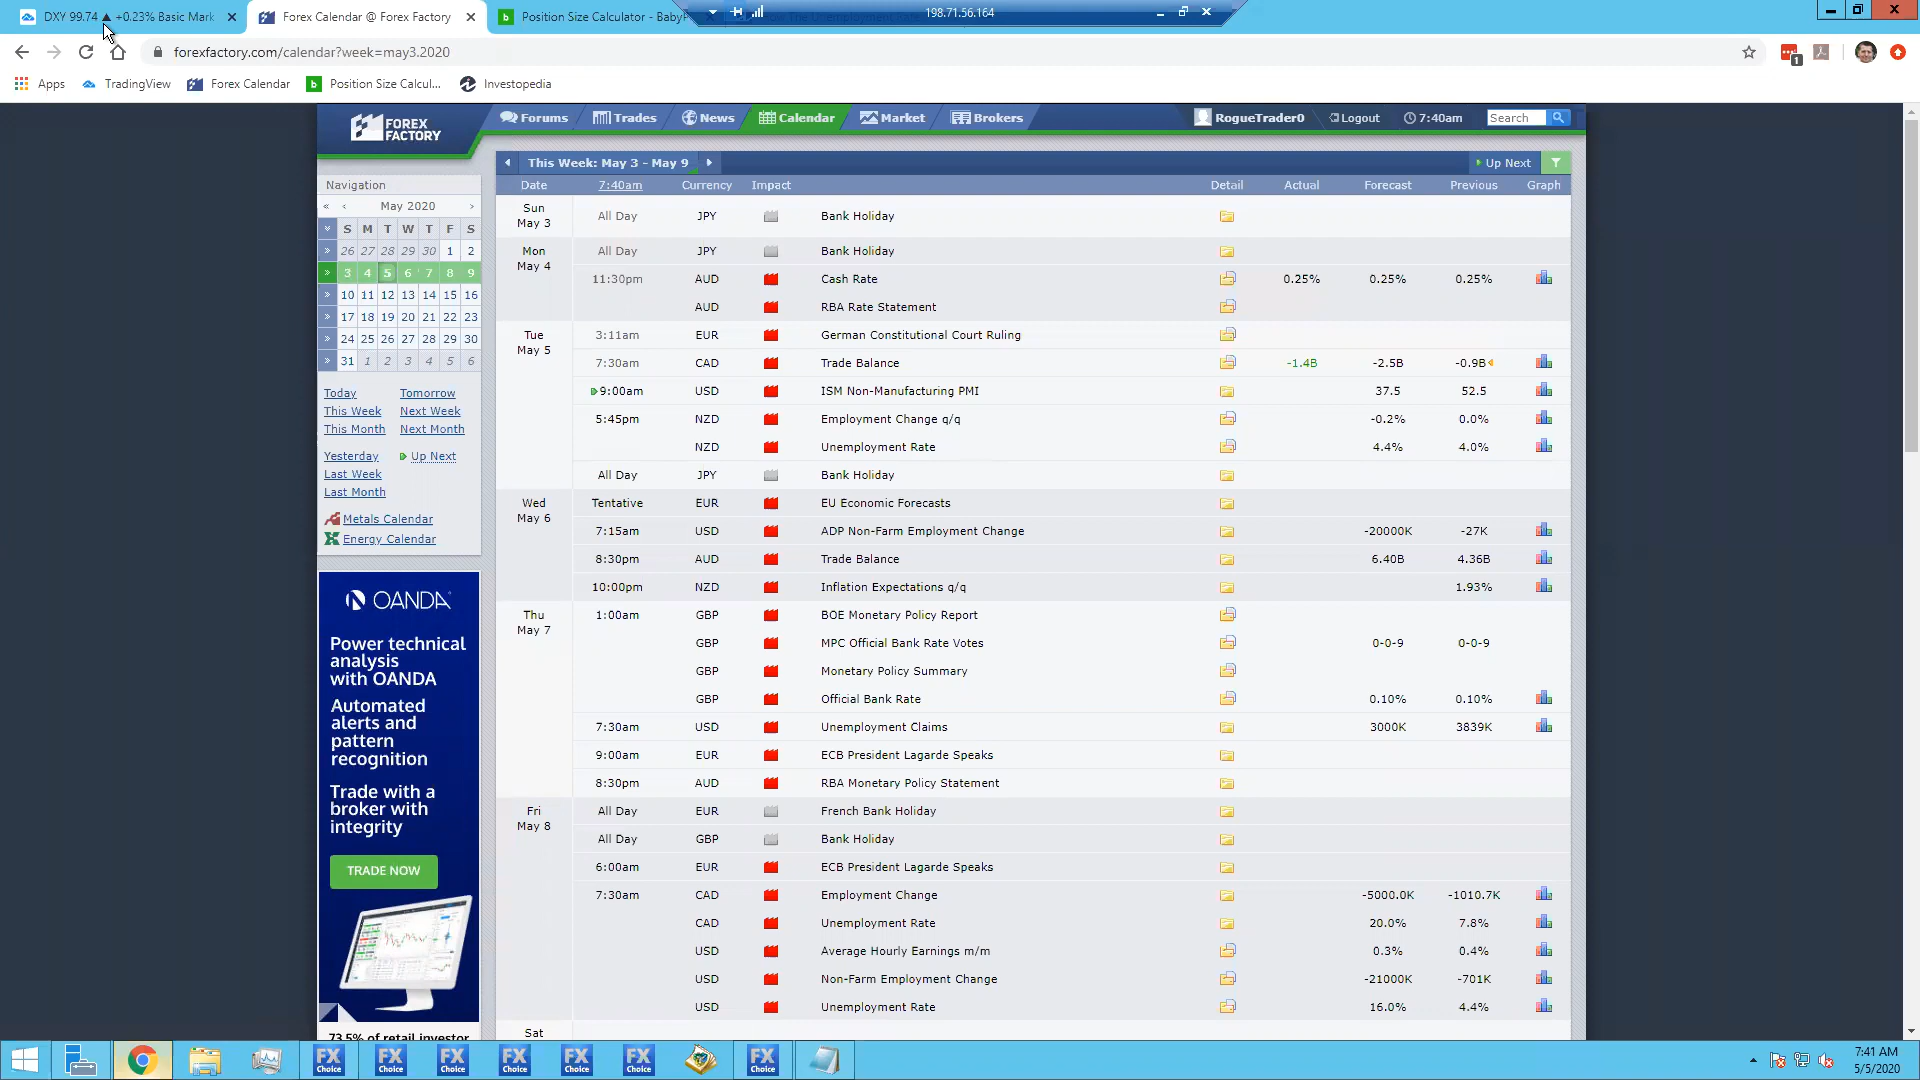 DXY 99.74 ▲ +0.23% Basic Mark
Forex Calendar @ Forex Factory
Position Size Calculator - BabyP
198.71.56.164
forexfactory.com/calendar?week=may3.2020
1
Apps
TradingView
Forex Calendar
Position Size Calcul...
Investopedia
FOREX
FACTORY
Forums
Trades
News
Calendar
Market
Brokers
RogueTrader0
Logout
7:40am
Search
Navigation
« ‹ May 2020 ›
S M T W T F S
26 27 28 29 30 1 2
3 4 5 6 7 8 9
10 11 12 13 14 15 16
17 18 19 20 21 22 23
24 25 26 27 28 29 30
31 1 2 3 4 5 6
Today Tomorrow
This Week Next Week
This Month Next Month
Yesterday Up Next
Last Week
Last Month
Metals Calendar
Energy Calendar
OANDA
Power technical
analysis
with OANDA
Automated
alerts and
pattern
recognition
Trade with a
broker with
integrity
TRADE NOW
73.5% of retail investor
This Week: May 3 - May 9
Up Next
Date 7:40am Currency Impact Detail Actual Forecast Previous Graph
Sun May 3 All Day JPY Bank Holiday
Mon May 4 All Day JPY Bank Holiday
11:30pm AUD Cash Rate 0.25% 0.25% 0.25%
AUD RBA Rate Statement
Tue May 5 3:11am EUR German Constitutional Court Ruling
7:30am CAD Trade Balance -1.4B -2.5B -0.9B
9:00am USD ISM Non-Manufacturing PMI 37.5 52.5
5:45pm NZD Employment Change q/q -0.2% 0.0%
NZD Unemployment Rate 4.4% 4.0%
All Day JPY Bank Holiday
Wed May 6 Tentative EUR EU Economic Forecasts
7:15am USD ADP Non-Farm Employment Change -20000K -27K
8:30pm AUD Trade Balance 6.40B 4.36B
10:00pm NZD Inflation Expectations q/q 1.93%
Thu May 7 1:00am GBP BOE Monetary Policy Report
GBP MPC Official Bank Rate Votes 0-0-9 0-0-9
GBP Monetary Policy Summary
GBP Official Bank Rate 0.10% 0.10%
7:30am USD Unemployment Claims 3000K 3839K
9:00am EUR ECB President Lagarde Speaks
8:30pm AUD RBA Monetary Policy Statement
Fri May 8 All Day EUR French Bank Holiday
All Day GBP Bank Holiday
6:00am EUR ECB President Lagarde Speaks
7:30am CAD Employment Change -5000.0K -1010.7K
CAD Unemployment Rate 20.0% 7.8%
USD Average Hourly Earnings m/m 0.3% 0.4%
USD Non-Farm Employment Change -21000K -701K
USD Unemployment Rate 16.0% 4.4%
Sat
FX Choice
FX Choice
FX Choice
FX Choice
FX Choice
FX Choice
FX Choice
7:41 AM
5/5/2020